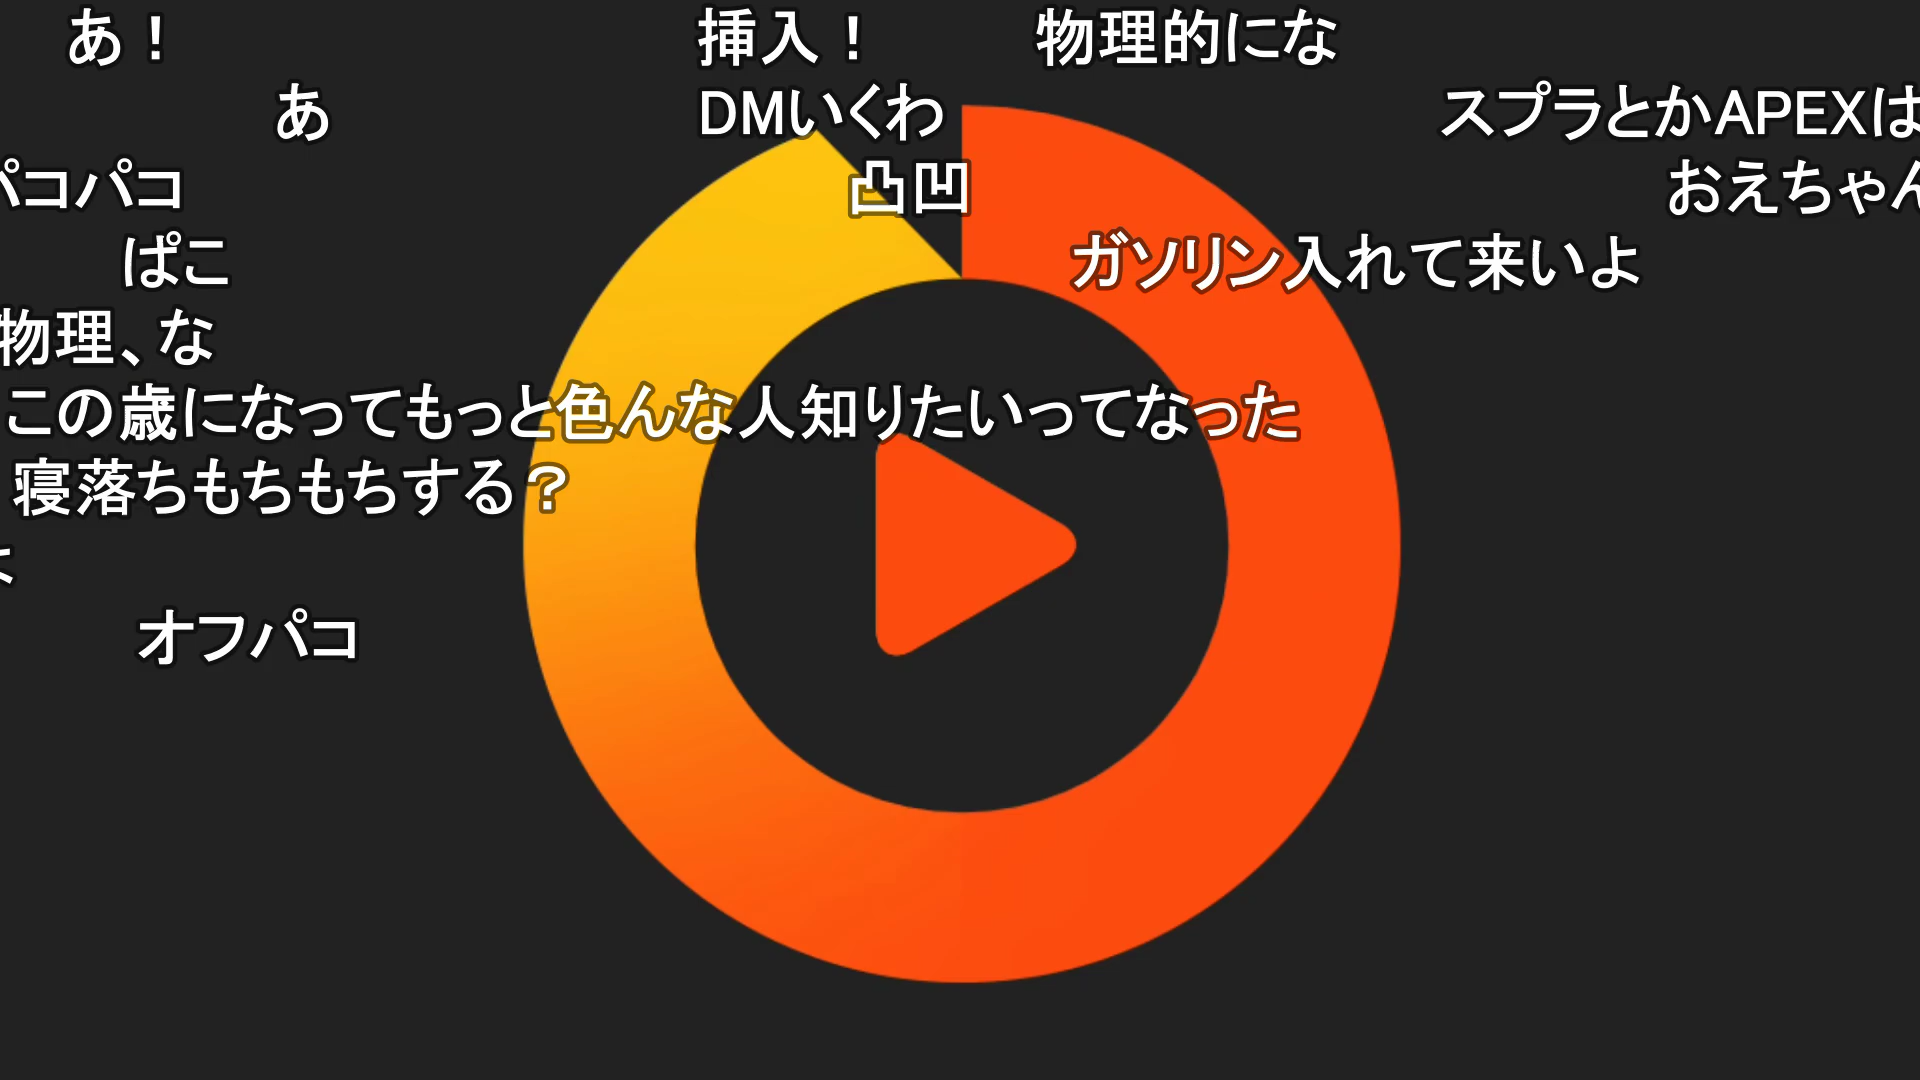 あ！
挿入！
物理的にな
あ
DMいくわ
スプラとかAPEXは
パコパコ
凸凹
おえちゃん
ぱこ
ガソリン入れて来いよ
物理、な
この歳になってもっと色んな人知りたいってなった
寝落ちもちもちする？
オフパコ